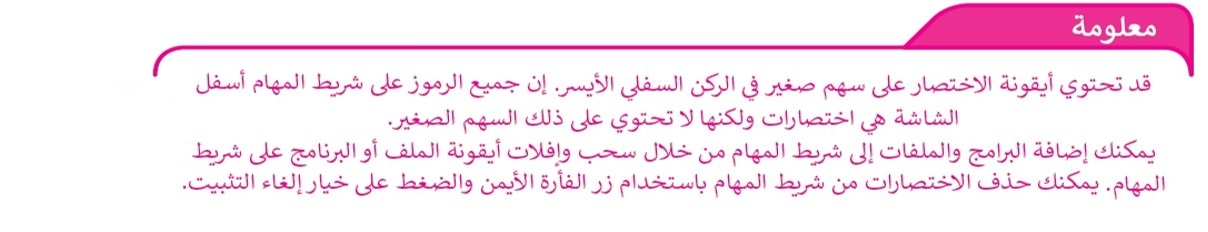 معلومة
قد تحتوي أيقونة الاختصار على سهم صغير في الركن السفلي الأيسر. إن جميع الرموز على شريط المهام أسفل
الشاشة هي اختصارات ولكنها لا تحتوي على ذلك السهم الصغير.
يمكنك إضافة البرامج والملفات إلى شريط المهام من خلال سحب وإفلات أيقونة الملف أو البرنامج على شريط
المهام. يمكنك حذف الاختصارات من شريط المهام باستخدام زر الفأرة الأيمن والضغط على خيار إلغاء التثبيت.